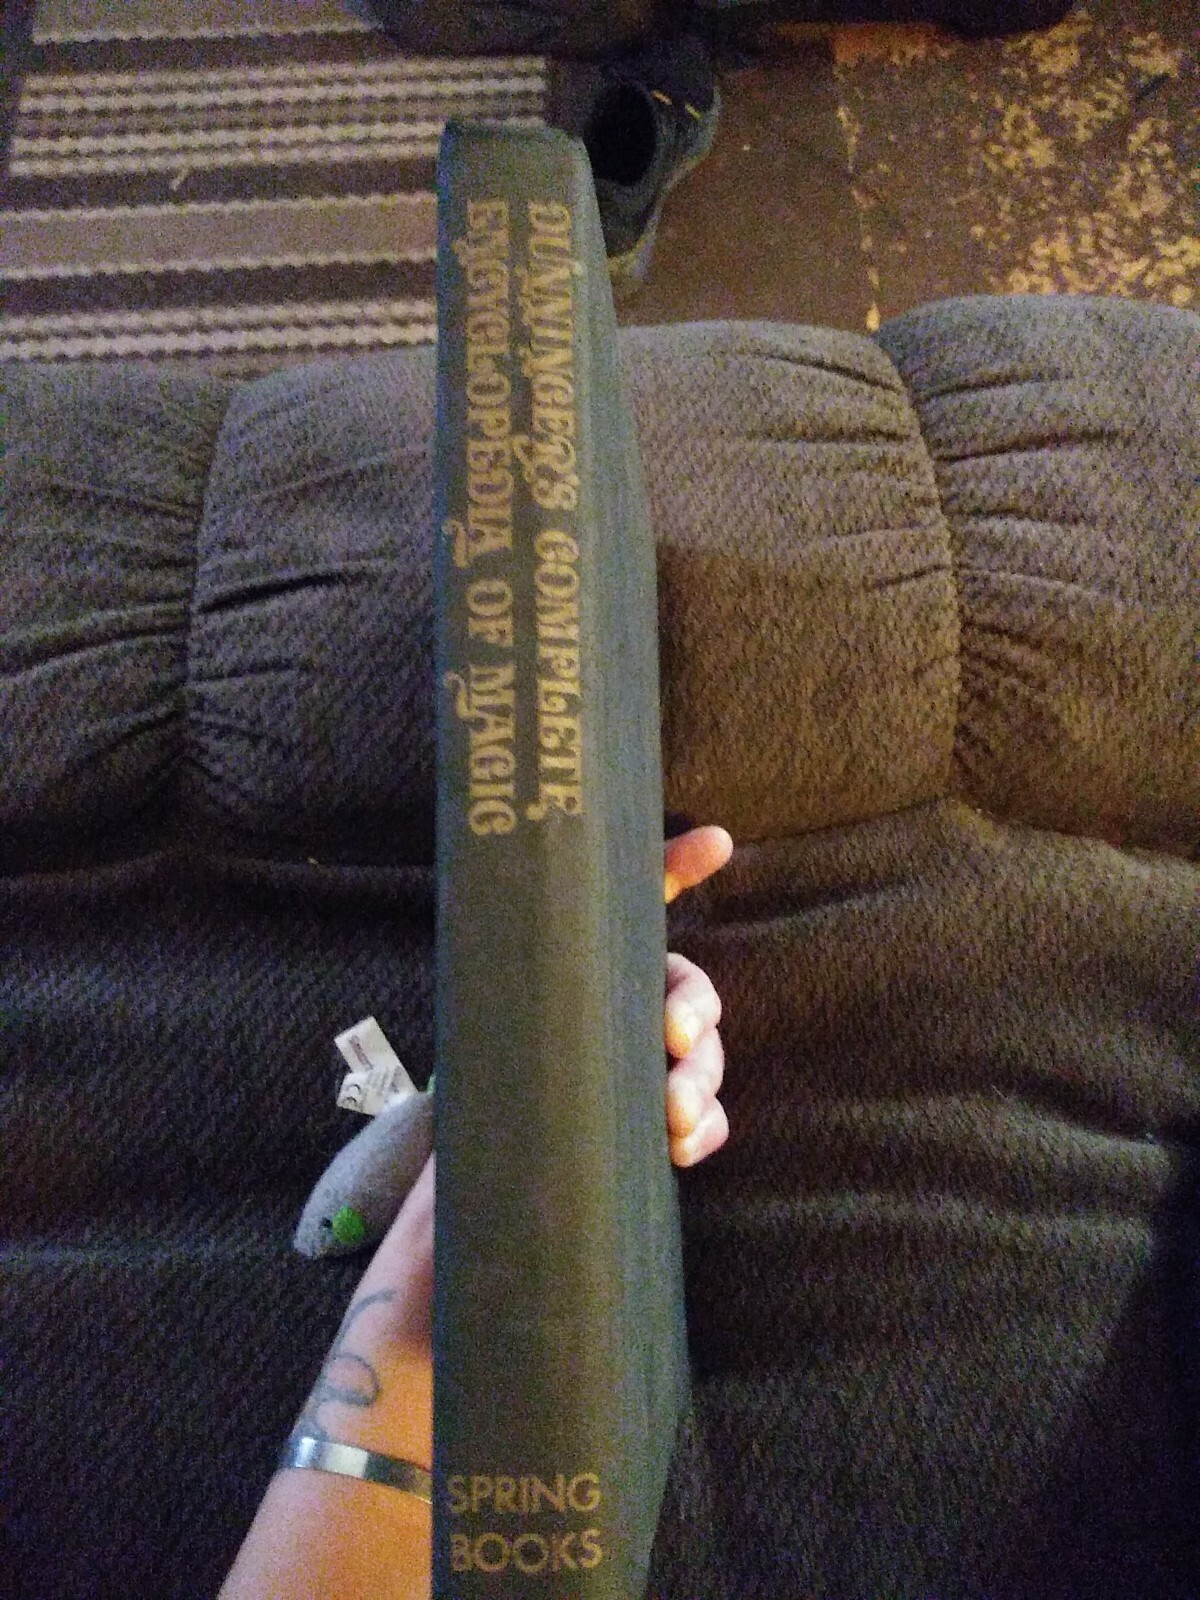 DUNNINGER'S COMPLETE
ENCYCLOPEDIA OF MAGIC
SPRING
BOOKS